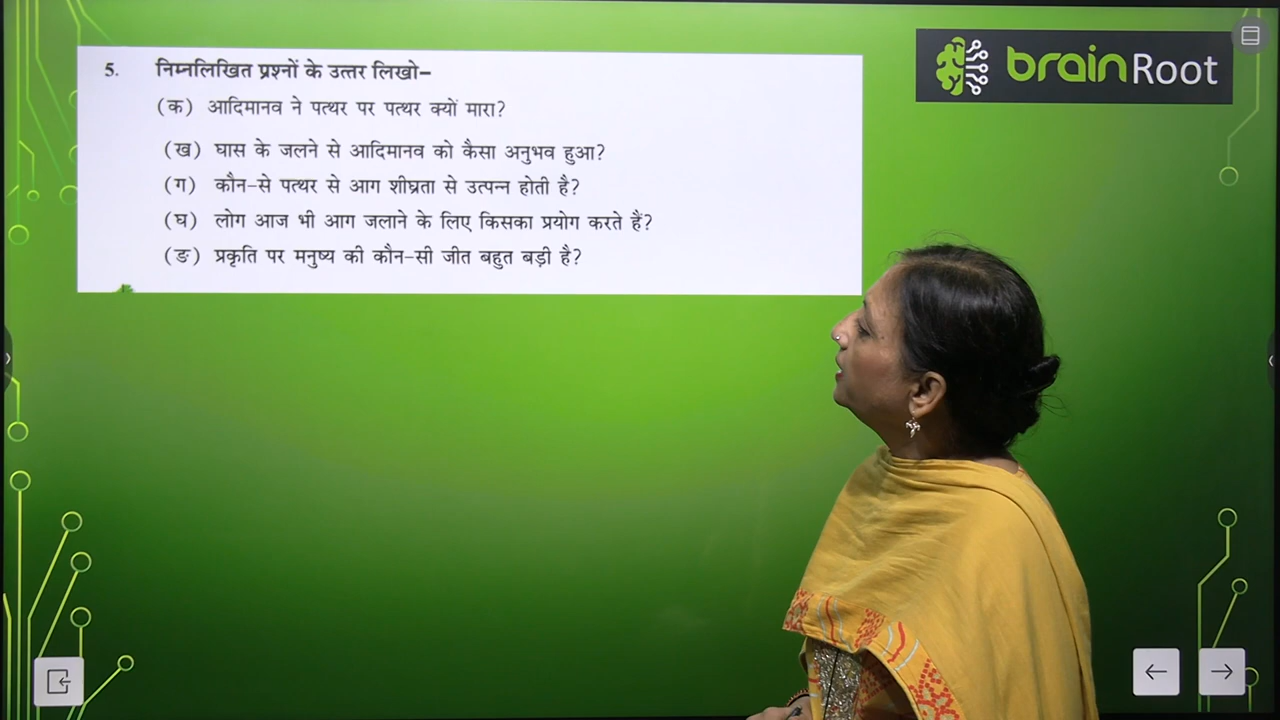 5. निम्नलिखित प्रश्नों के उत्तर लिखो–
(क) आदिमानव ने पत्थर पर पत्थर क्यों मारा?
(ख) घास के जलने से आदिमानव को कैसा अनुभव हुआ?
(ग) कौन-से पत्थर से आग शीघ्रता से उत्पन्न होती है?
(घ) लोग आज भी आग जलाने के लिए किसका प्रयोग करते हैं?
(ङ) प्रकृति पर मनुष्य की कौन-सी जीत बहुत बड़ी है?
brainRoot